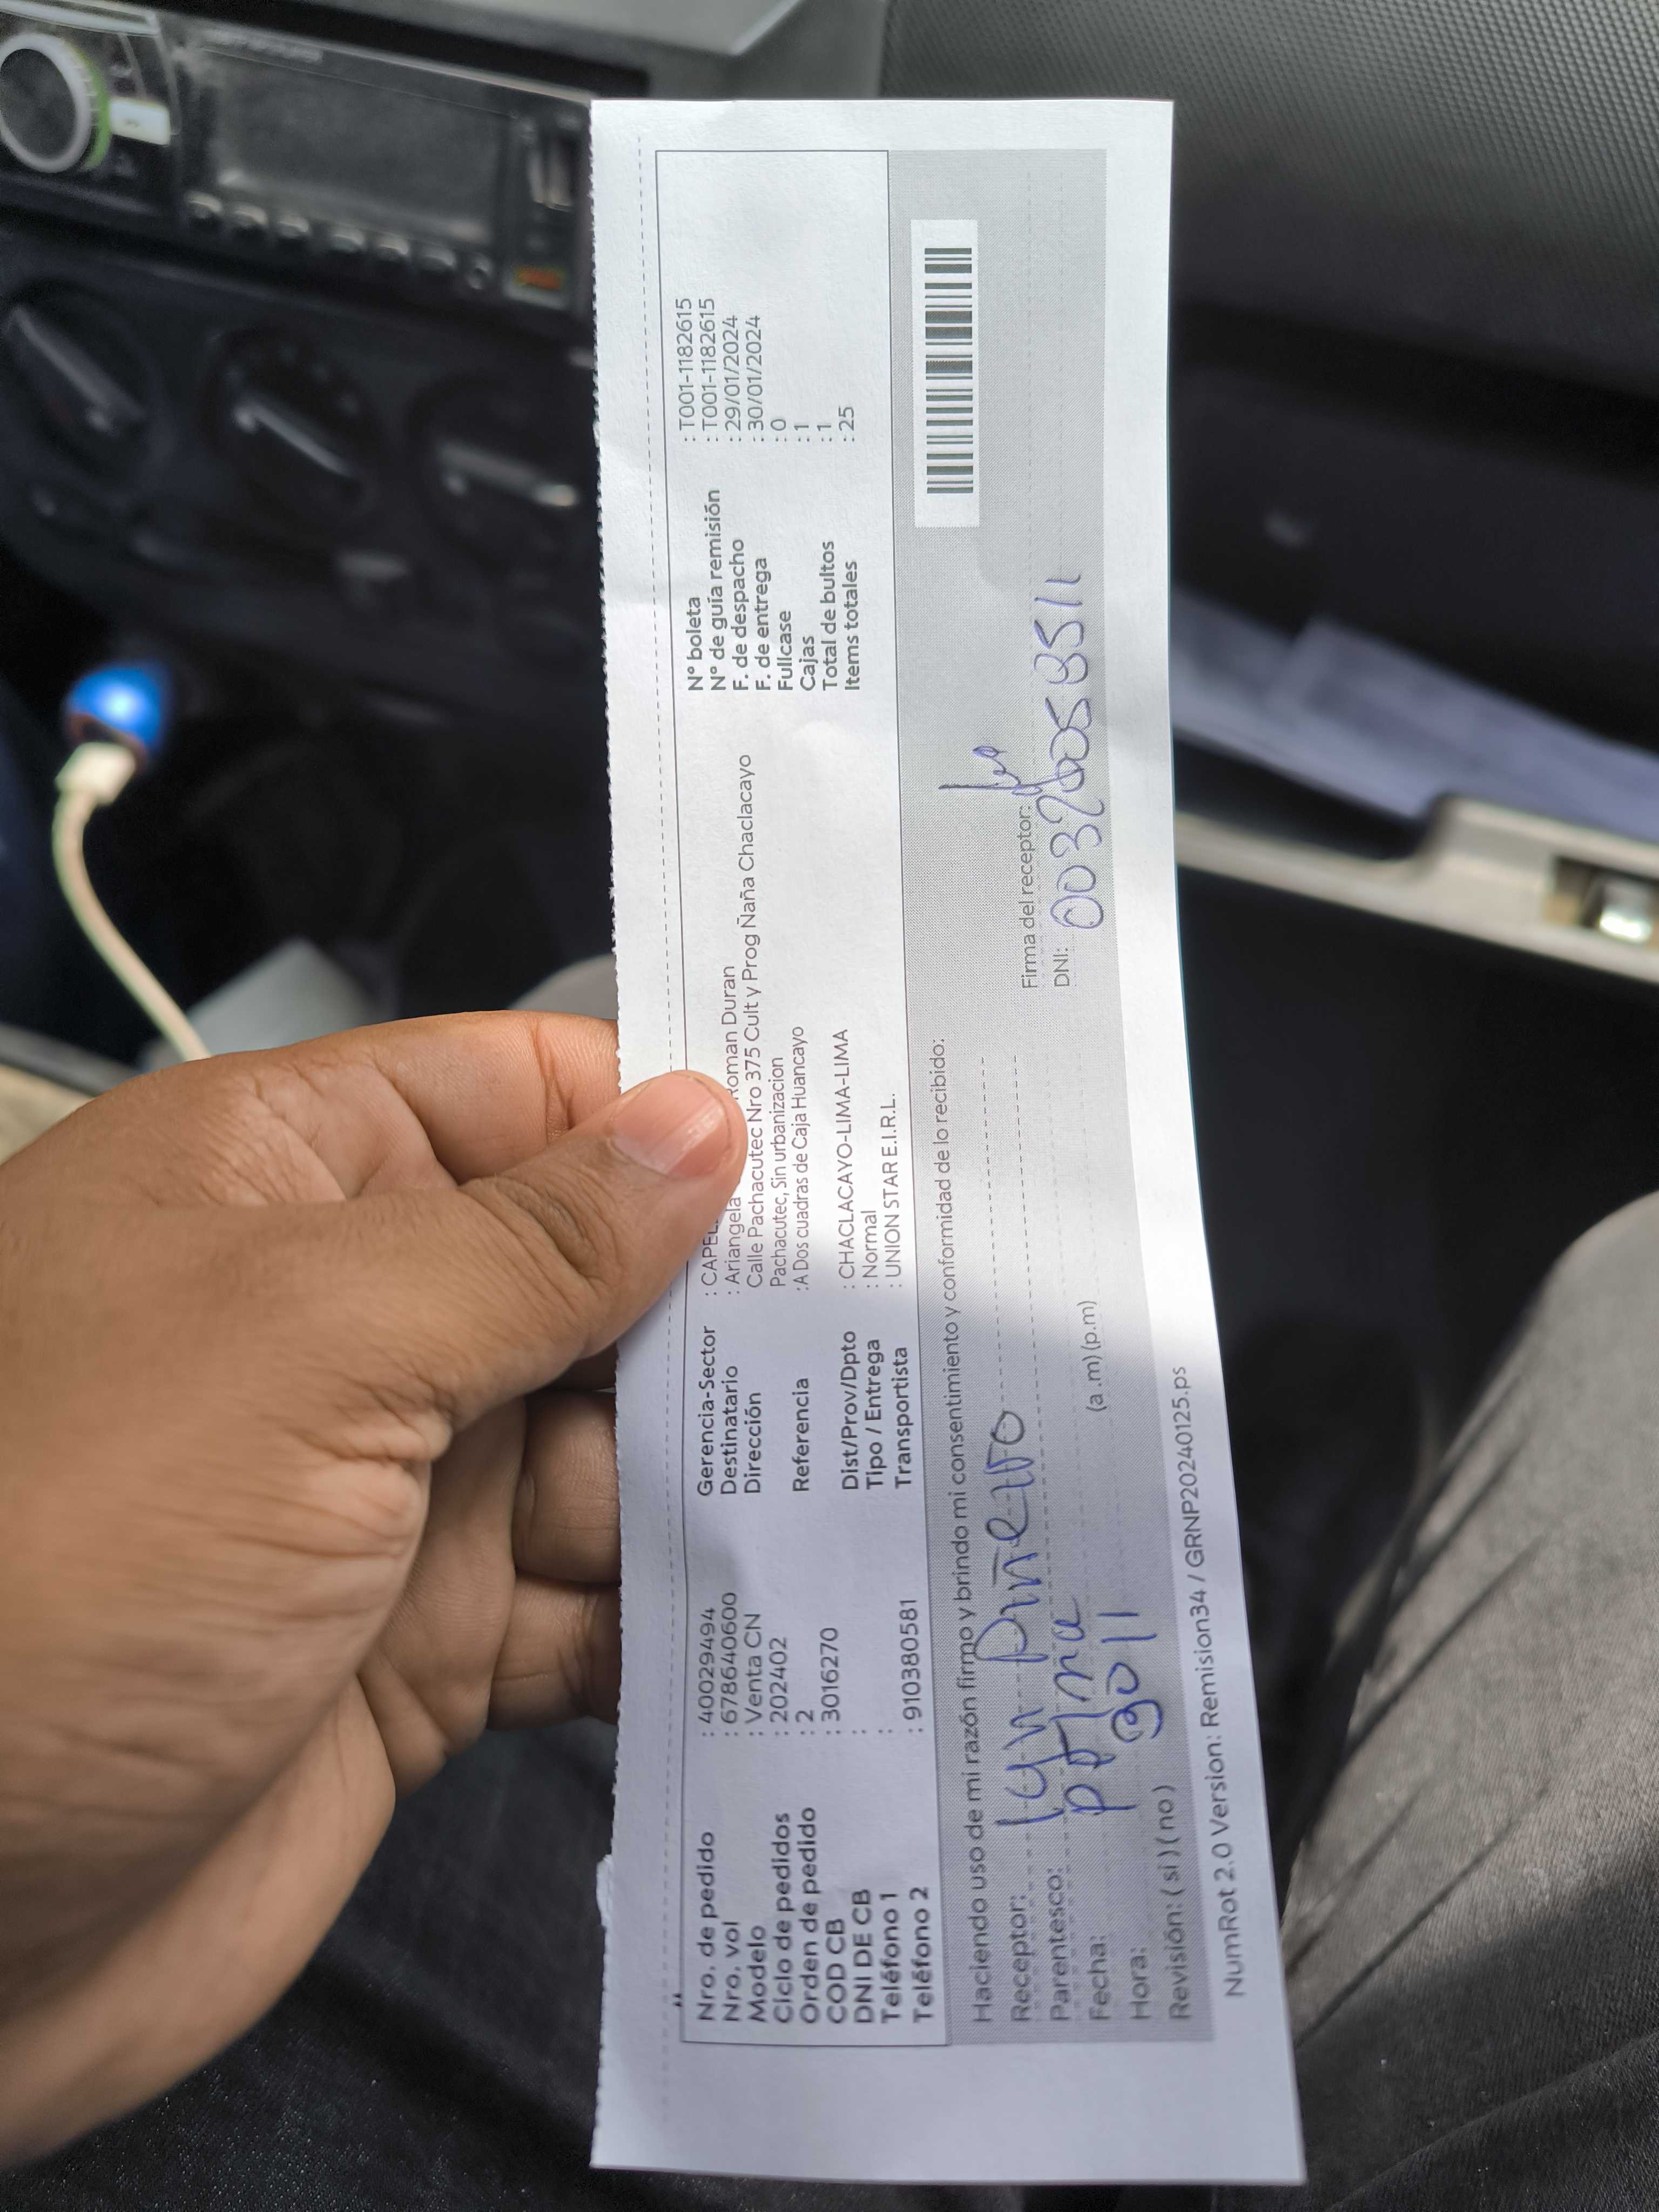 Nro. de pedido : 40029494
Nro. vol : 678640600
Modelo : Venta CN
Ciclo de pedidos : 202402
Orden de pedido : 2
COD CB : 3016270
DNI DE CB :
Teléfono 1 :
Teléfono 2 : 910380581
Gerencia-Sector : CAPEL
Destinatario : Ariangela Roman Duran
Dirección Calle Pachacutec Nro 375 Cult y Prog Ñaña Chaclacayo
Pachacutec, Sin urbanizacion
Referencia : A Dos cuadras de Caja Huancayo
Dist/Prov/Dpto : CHACLACAYO-LIMA-LIMA
Tipo / Entrega : Normal
Transportista : UNION STAR E.I.R.L.
N° boleta : T001-1182615
N° de guía remisión : T001-1182615
F. de despacho : 29/01/2024
F. de entrega : 30/01/2024
Fullcase : 0
Cajas : 1
Total de bultos : 1
Items totales : 25
Haciendo uso de mi razón firmo y brindo mi consentimiento y conformidad de lo recibido:
Receptor:
Parentesco:
Fecha: (a.m) (p.m)
Hora:
Revisión: ( si ) ( no )
Firma del receptor:
DNI:
NumRot 2.0 Version: Remision34 / GRNP20240125.ps